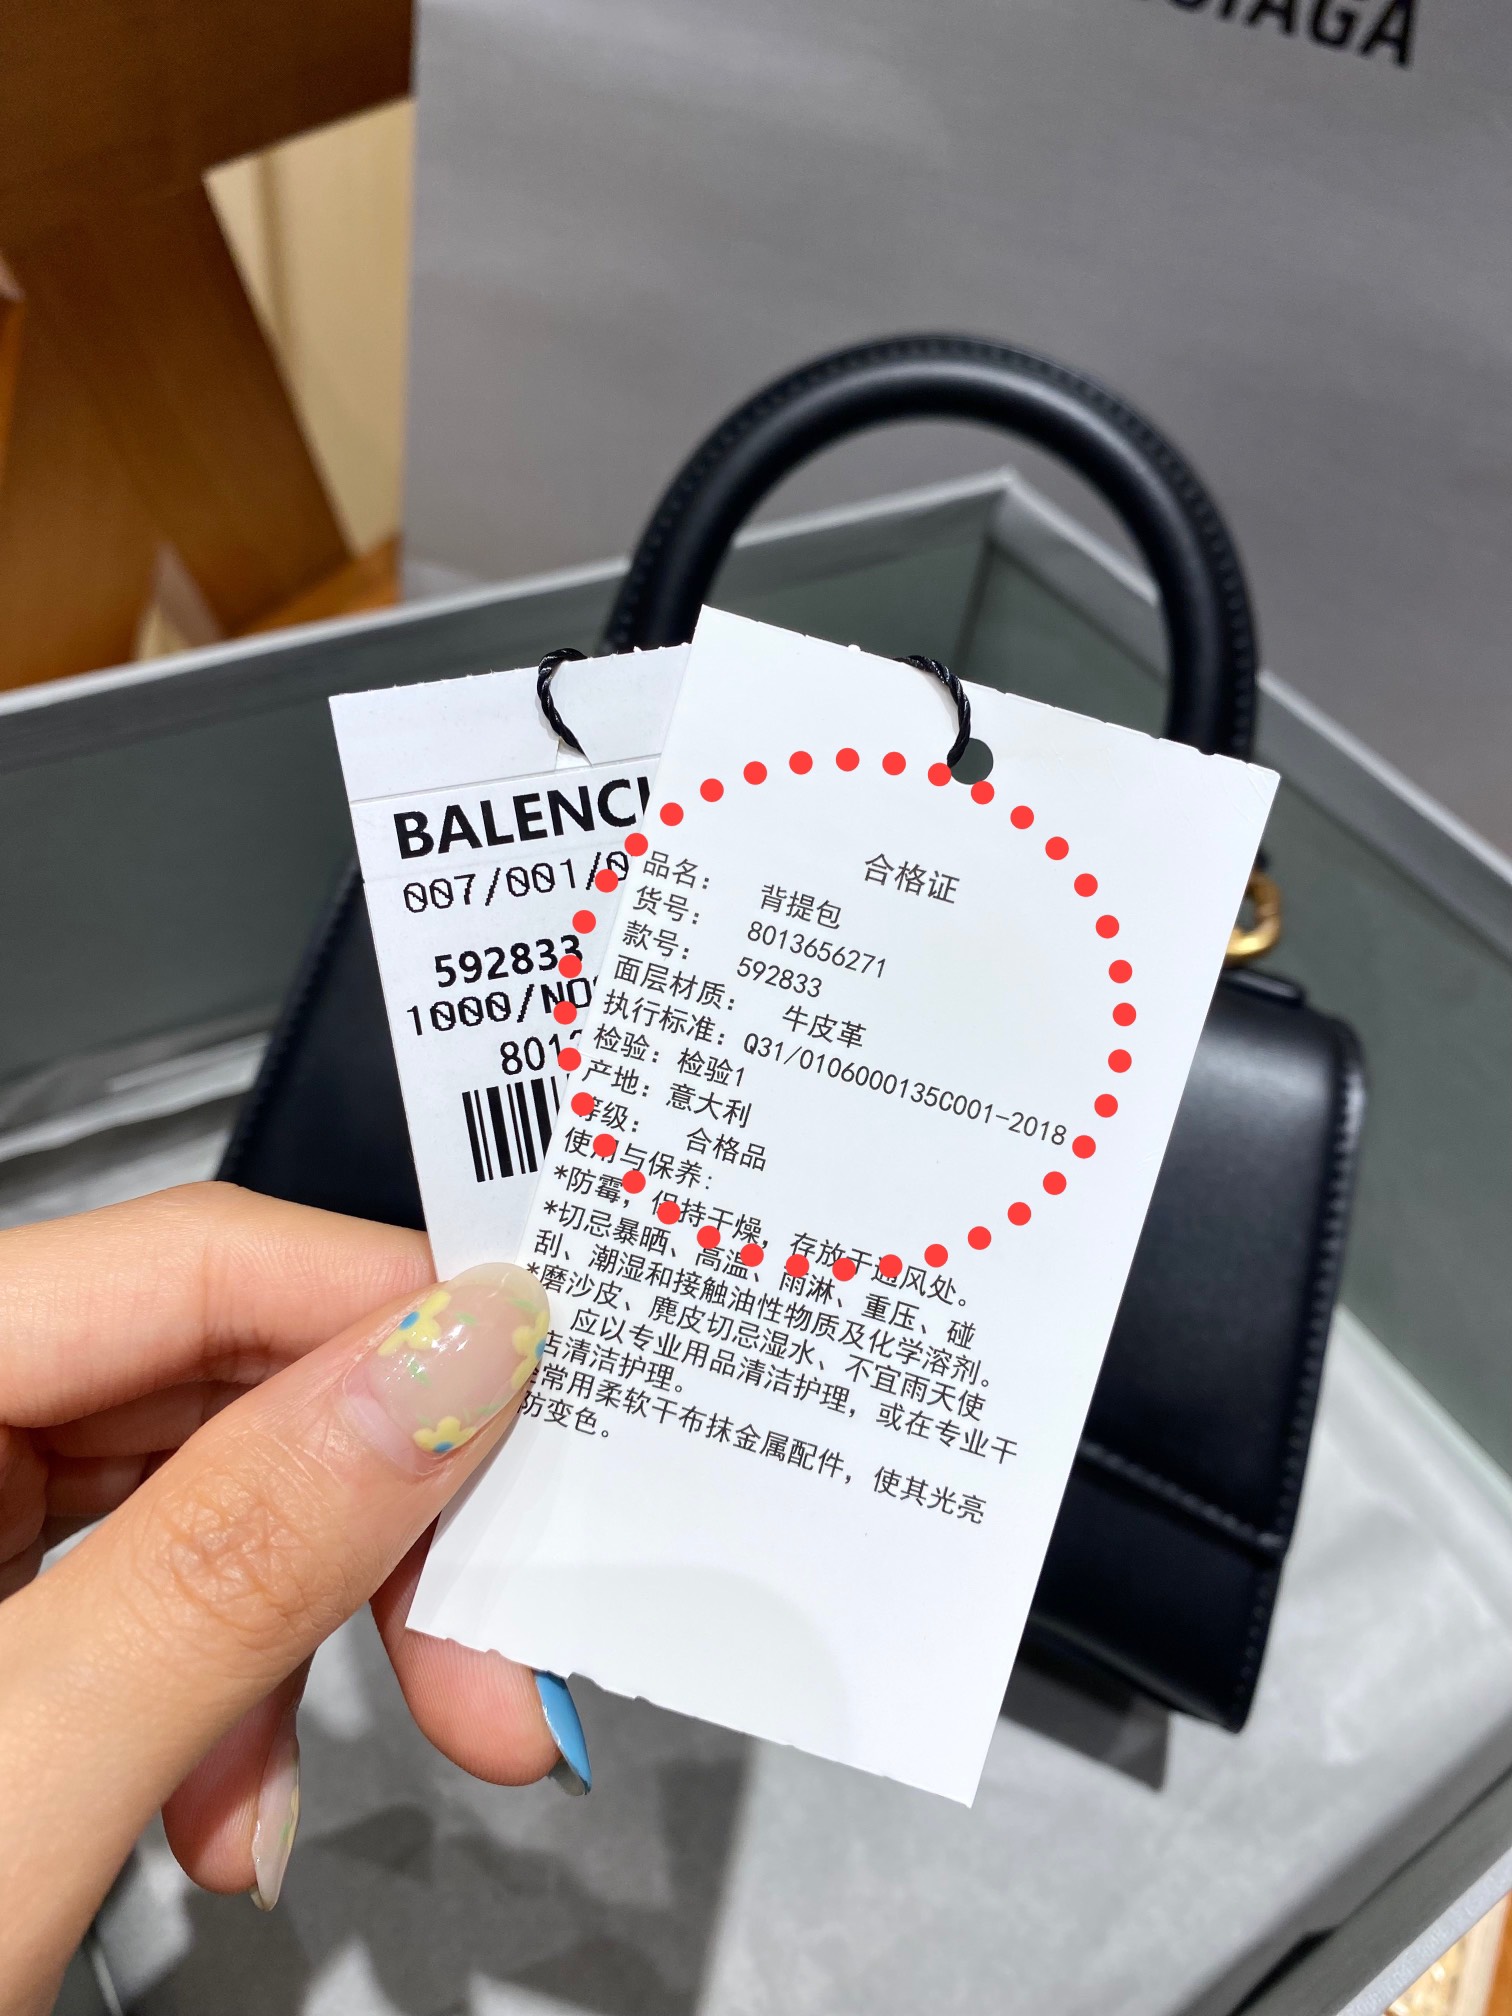 BALENCI
007/001/0
592833
1000/NO
801
合格证
品名： 背提包
货号： 8013656271
款号： 592833
面层材质： 牛皮革
执行标准：Q31/0106000135C001-2018
检验：检验1
产地：意大利
等级： 合格品
使用与保养：
*防霉，保持干燥，存放于通风处。
*切忌暴晒、高温、雨淋、重压、碰
刮、潮湿和接触油性物质及化学溶剂。
*磨沙皮、麂皮切忌湿水、不宜雨天使
应以专业用品清洁护理，或在专业干
店清洁护理。
常用柔软干布抹金属配件，使其光亮
防变色。